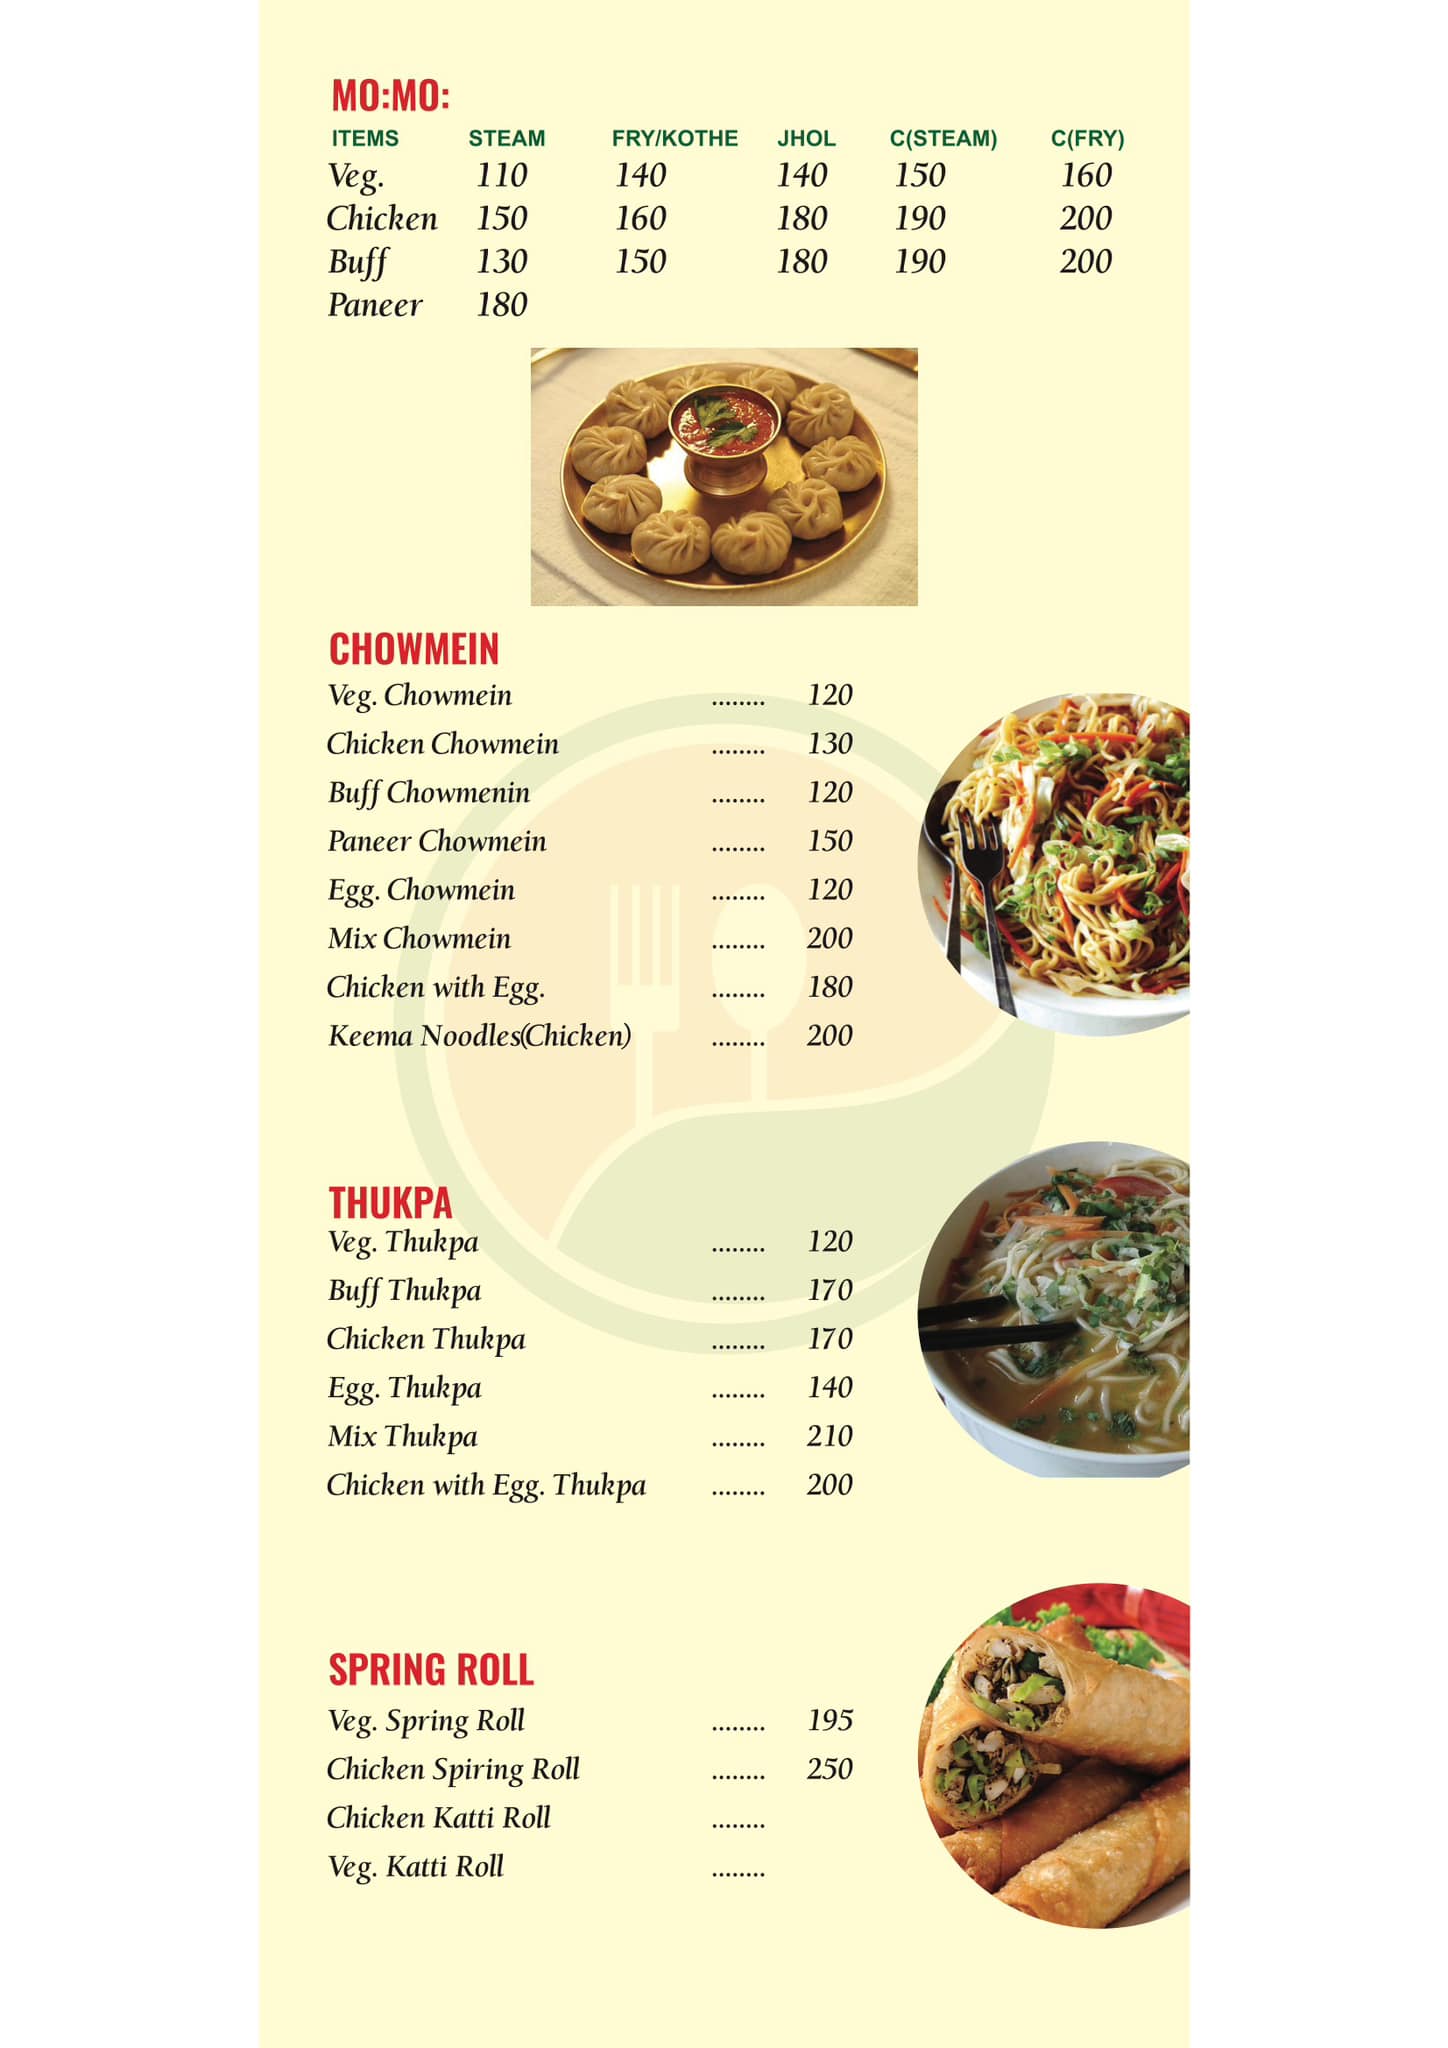 MO:MO:
ITEMS STEAM FRY/KOTHE JHOL C(STEAM) C(FRY)
Veg. 110 140 140 150 160
Chicken 150 160 180 190 200
Buff 130 150 180 190 200
Paneer 180
CHOWMEIN
Veg. Chowmein ........ 120
Chicken Chowmein ........ 130
Buff Chowmenin ........ 120
Paneer Chowmein ........ 150
Egg. Chowmein ........ 120
Mix Chowmein ........ 200
Chicken with Egg. ........ 180
Keema Noodles(Chicken) ........ 200
THUKPA
Veg. Thukpa ........ 120
Buff Thukpa ........ 170
Chicken Thukpa ........ 170
Egg. Thukpa ........ 140
Mix Thukpa ........ 210
Chicken with Egg. Thukpa ........ 200
SPRING ROLL
Veg. Spring Roll ........ 195
Chicken Spiring Roll ........ 250
Chicken Katti Roll ........
Veg. Katti Roll ........